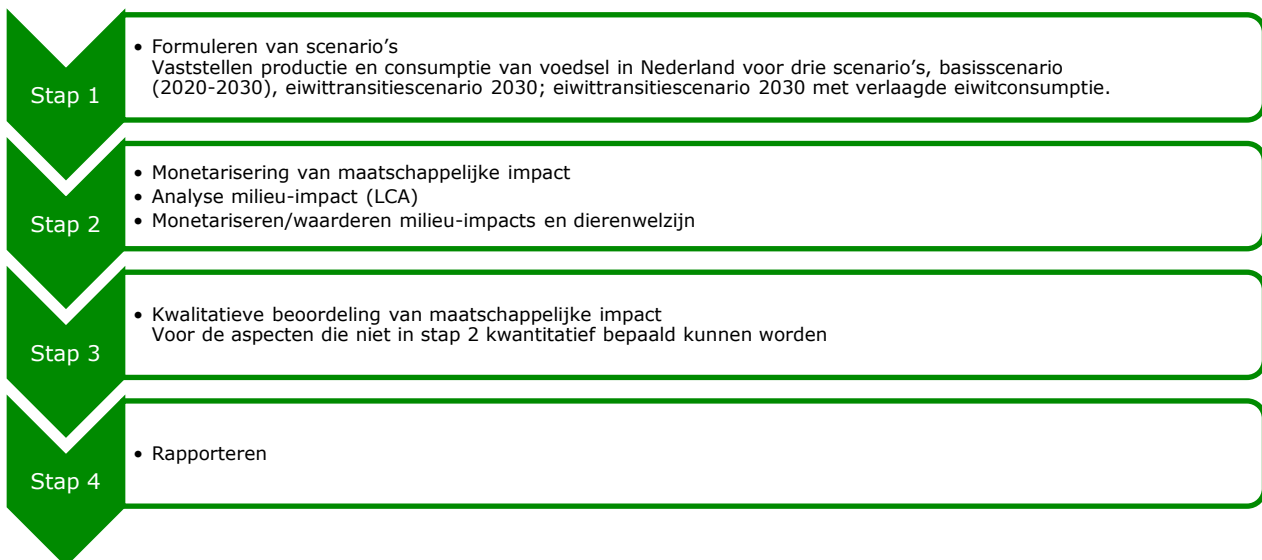 Stap 1
• Formuleren van scenario's
Vaststellen productie en consumptie van voedsel in Nederland voor drie scenario's, basisscenario
(2020-2030), eiwittransitiescenario 2030; eiwittransitiescenario 2030 met verlaagde eiwitconsumptie.
Stap 2
• Monetarisering van maatschappelijke impact
• Analyse milieu-impact (LCA)
• Monetariseren/waarderen milieu-impacts en dierenwelzijn
Stap 3
• Kwalitatieve beoordeling van maatschappelijke impact
Voor de aspecten die niet in stap 2 kwantitatief bepaald kunnen worden
Stap 4
• Rapporteren